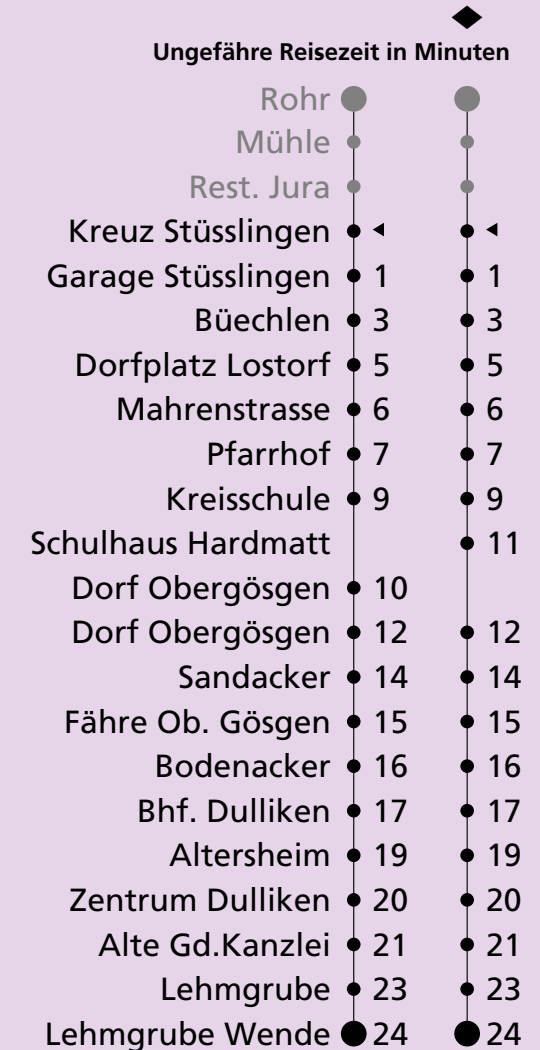 Ungefähre Reisezeit in Minuten
Rohr
Mühle
Rest. Jura
Kreuz Stüsslingen
Garage Stüsslingen 1 1
Büechlen 3 3
Dorfplatz Lostorf 5 5
Mahrenstrasse 6 6
Pfarrhof 7 7
Kreisschule 9 9
Schulhaus Hardmatt 11
Dorf Obergösgen 10
Dorf Obergösgen 12 12
Sandacker 14 14
Fähre Ob. Gösgen 15 15
Bodenacker 16 16
Bhf. Dulliken 17 17
Altersheim 19 19
Zentrum Dulliken 20 20
Alte Gd.Kanzlei 21 21
Lehmgrube 23 23
Lehmgrube Wende 24 24